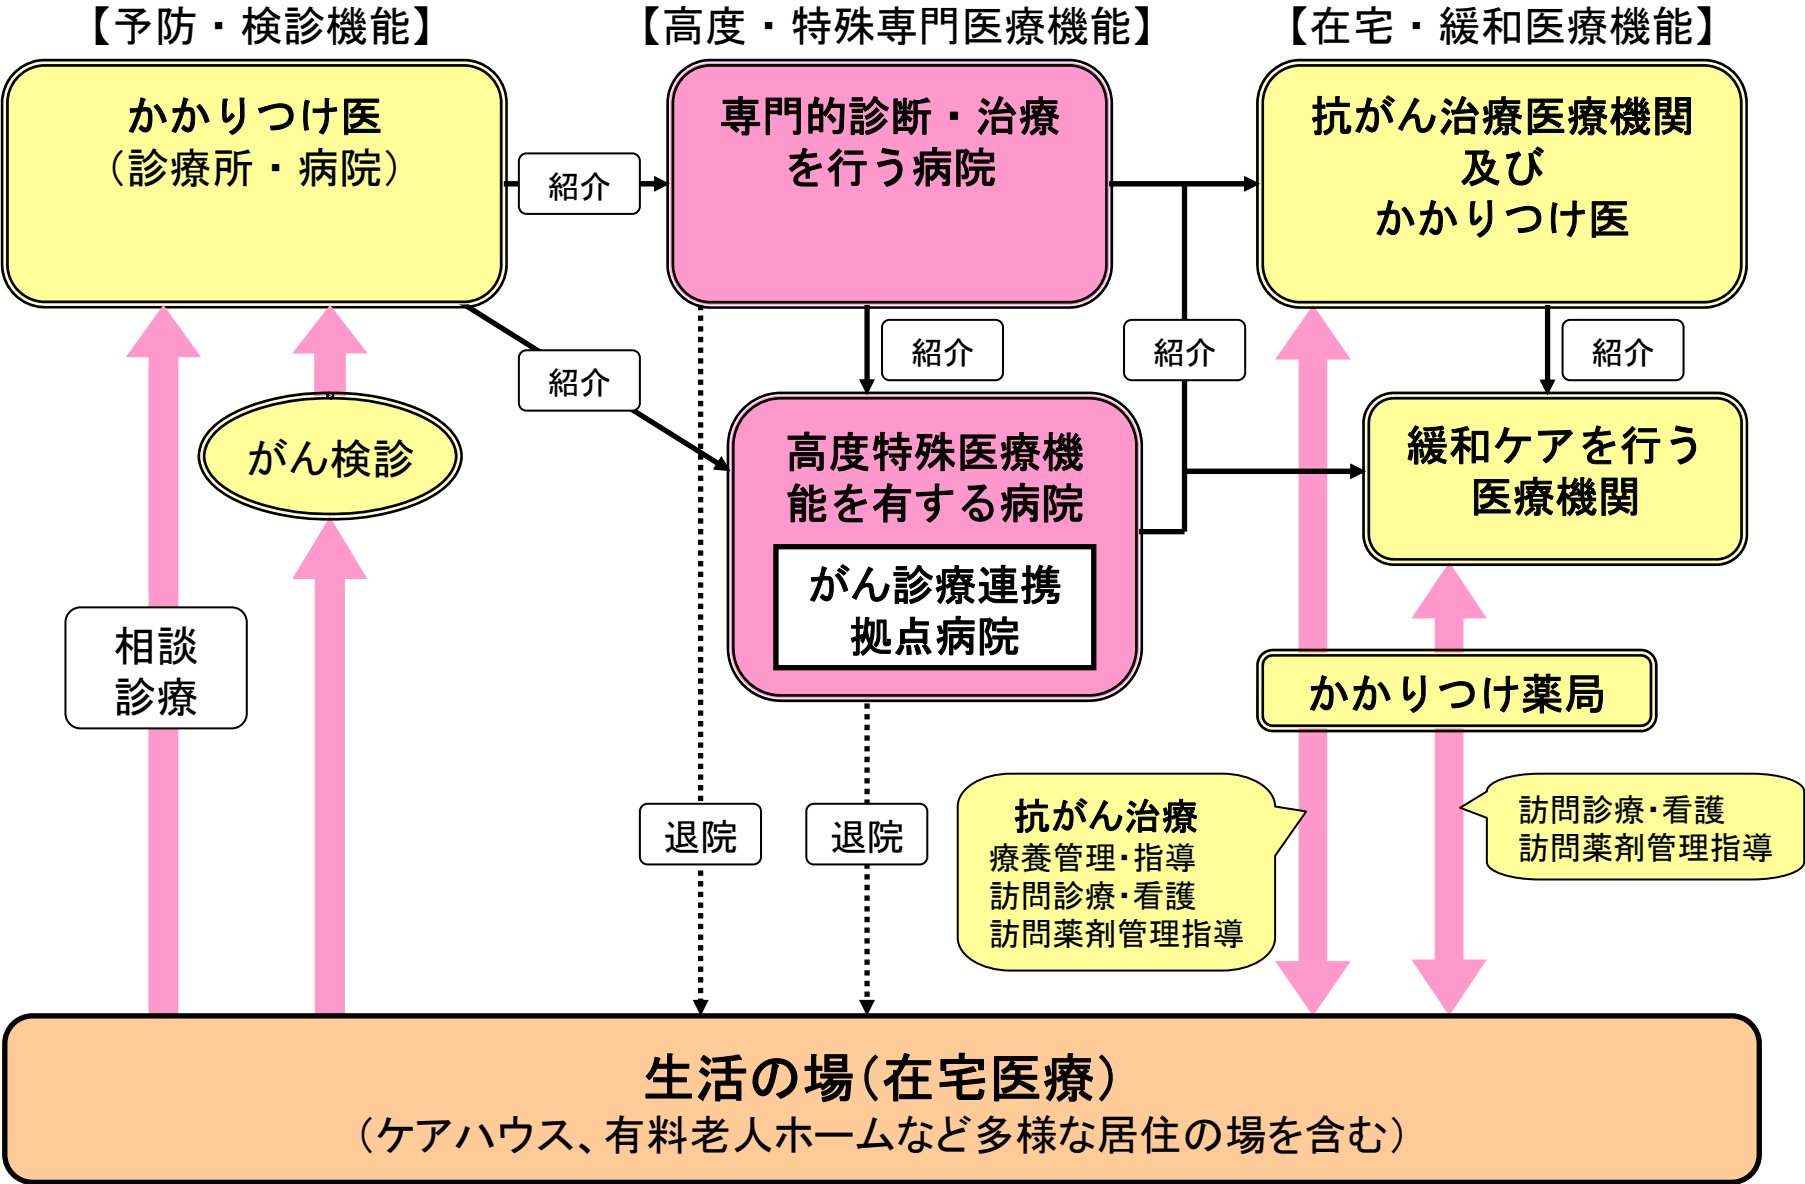 【予防・検診機能】
【高度・特殊専門医療機能】
【在宅・緩和医療機能】
かかりつけ医
（診療所・病院）
紹介
専門的診断・治療
を行う病院
抗がん治療医療機関
及び
かかりつけ医
紹介
紹介
紹介
紹介
がん検診
高度特殊医療機
能を有する病院
がん診療連携
拠点病院
緩和ケアを行う
医療機関
相談
診療
かかりつけ薬局
退院
退院
抗がん治療
療養管理・指導
訪問診療・看護
訪問薬剤管理指導
訪問診療・看護
訪問薬剤管理指導
生活の場（在宅医療）
（ケアハウス、有料老人ホームなど多様な居住の場を含む）